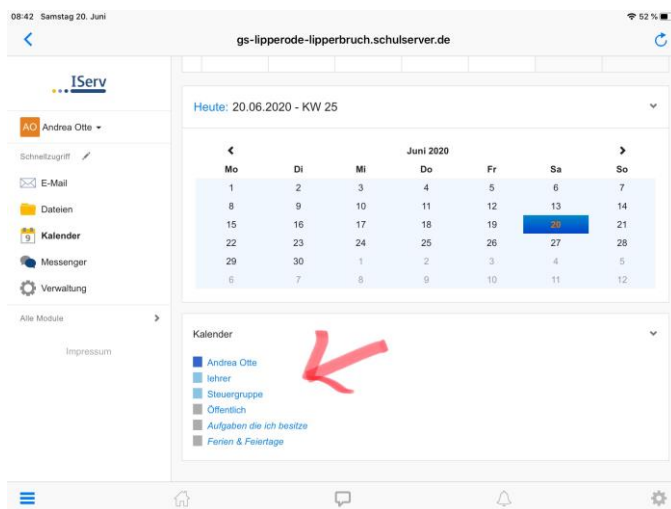 08:42 Samstag 20. Juni 52 %
gs-lipperode-lipperbruch.schulserver.de
IServ
AO Andrea Otte
Schnellzugriff
E-Mail
Dateien
9 Kalender
Messenger
Verwaltung
Alle Module
Impressum
Heute: 20.06.2020 - KW 25
Juni 2020
Mo Di Mi Do Fr Sa So
1 2 3 4 5 6 7
8 9 10 11 12 13 14
15 16 17 18 19 20 21
22 23 24 25 26 27 28
29 30 1 2 3 4 5
6 7 8 9 10 11 12
Kalender
Andrea Otte
lehrer
Steuergruppe
Öffentlich
Aufgaben die ich besitze
Ferien & Feiertage